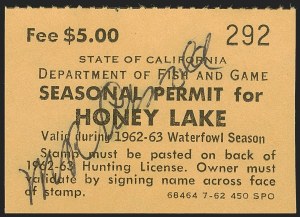 Fee $5.00 292
STATE OF CALIFORNIA
DEPARTMENT OF FISH AND GAME
SEASONAL PERMIT for
HONEY LAKE
Valid during 1962-63 Waterfowl Season
Stamp must be pasted on back of
1962-63 Hunting License. Owner must
validate by signing name across face
of stamp. 68464 7-62 450 SPO